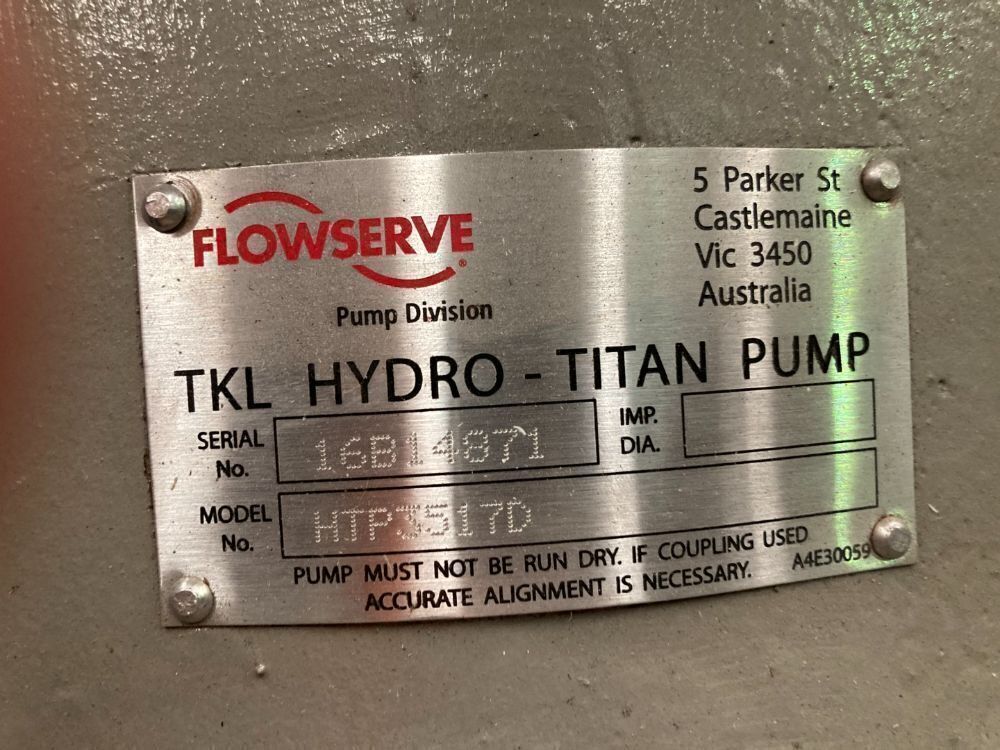 FLOWSERVE®
Pump Division
5 Parker St
Castlemaine
Vic 3450
Australia
TKL HYDRO - TITAN PUMP
SERIAL No. 16B14871
IMP. DIA.
MODEL No. HTP3517D
PUMP MUST NOT BE RUN DRY. IF COUPLING USED
ACCURATE ALIGNMENT IS NECESSARY. A4E30059